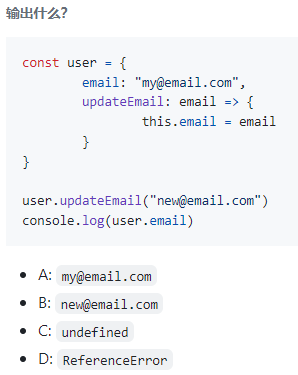 输出什么?
const user = {
        email: "my@email.com",
        updateEmail: email => {
                this.email = email
        }
}

user.updateEmail("new@email.com")
console.log(user.email)
• A: my@email.com
• B: new@email.com
• C: undefined
• D: ReferenceError